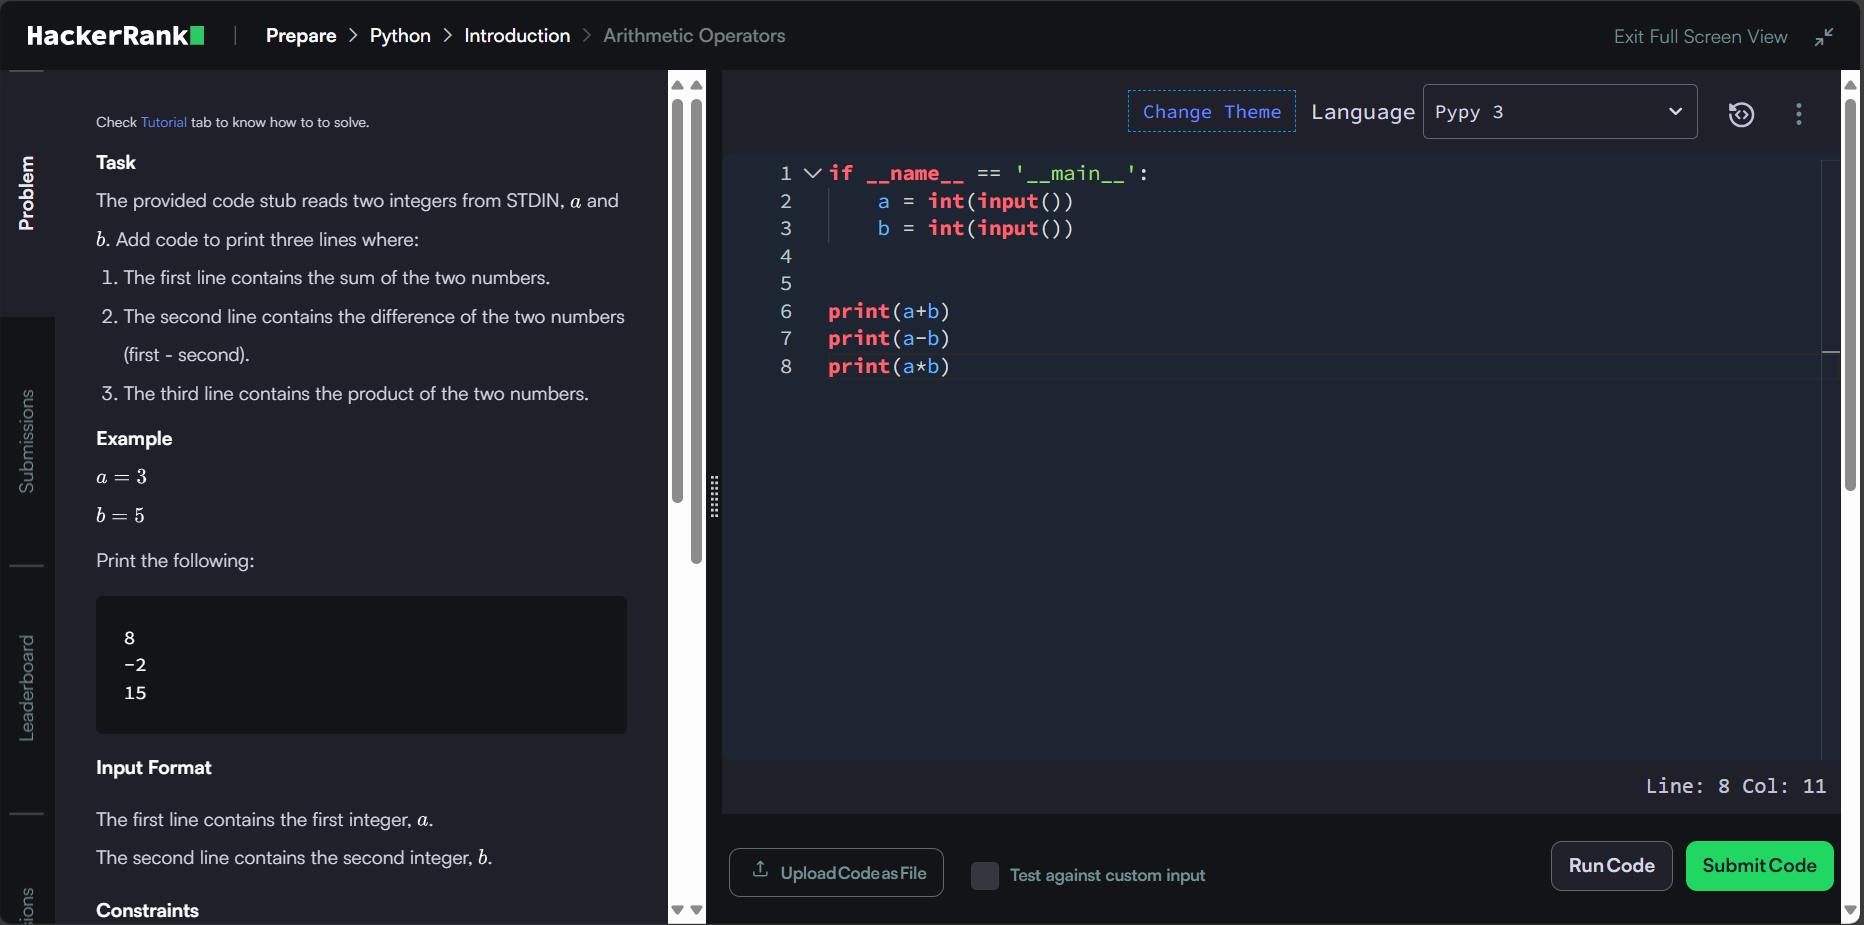 HackerRank
Prepare > Python > Introduction > Arithmetic Operators
Exit Full Screen View
Problem
Submissions
Leaderboard
Check Tutorial tab to know how to to solve.
Task
The provided code stub reads two integers from STDIN, a and
b. Add code to print three lines where:
1. The first line contains the sum of the two numbers.
2. The second line contains the difference of the two numbers
(first - second).
3. The third line contains the product of the two numbers.
Example
a = 3
b = 5
Print the following:
8
-2
15
Input Format
The first line contains the first integer, a.
The second line contains the second integer, b.
Constraints
Change Theme Language Pypy 3
1 if __name__ == '__main__':
2 a = int(input())
3 b = int(input())
4
5
6 print(a+b)
7 print(a-b)
8 print(a*b)
Line: 8 Col: 11
Upload Code as File
Test against custom input
Run Code
Submit Code